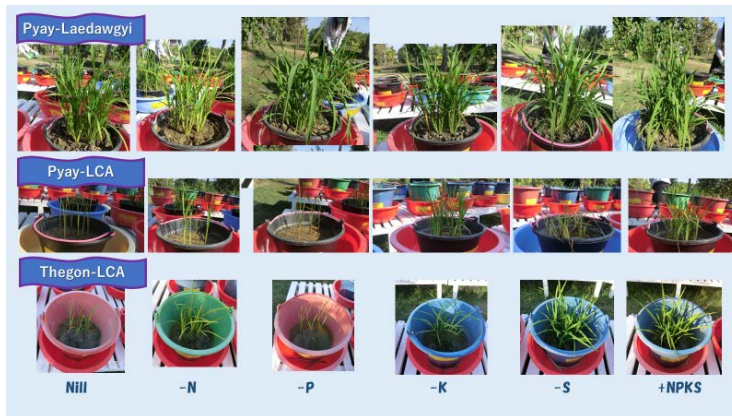 Pyay-Laedawgyi
Pyay-LCA
Thegon-LCA
Nill -N -P -K -S +NPKS